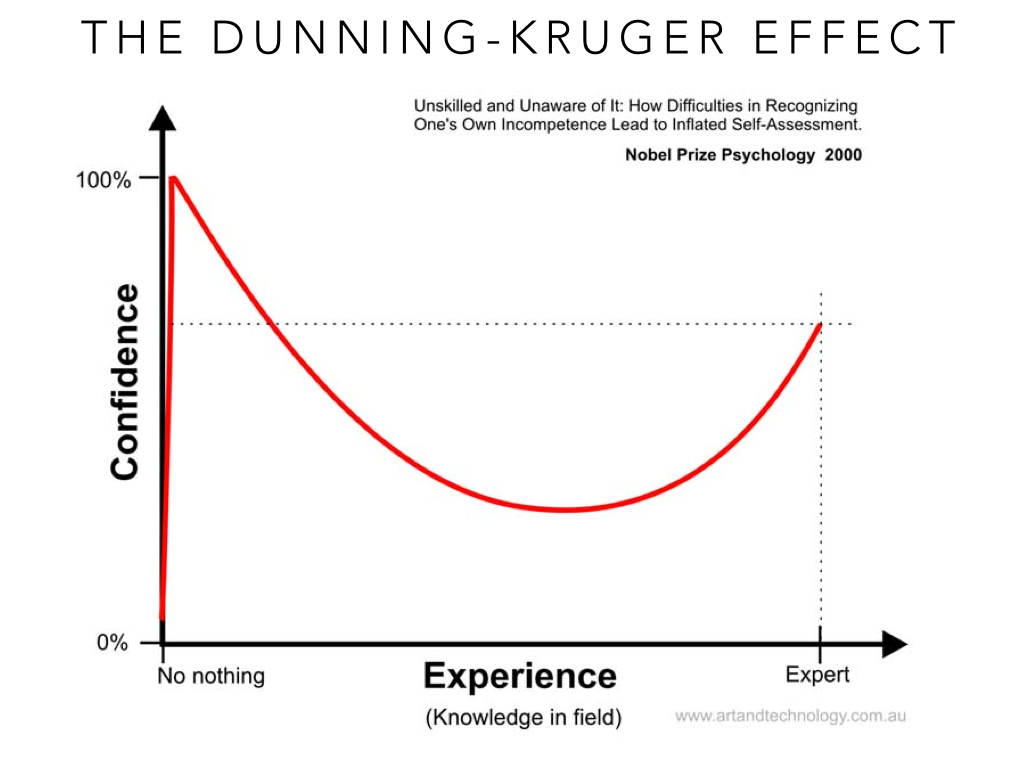 THE DUNNING-KRUGER EFFECT
Unskilled and Unaware of It: How Difficulties in Recognizing
One's Own Incompetence Lead to Inflated Self-Assessment.
Nobel Prize Psychology 2000
100%
Confidence
0%
No nothing
Experience
Expert
(Knowledge in field)
www.artandtechnology.com.au